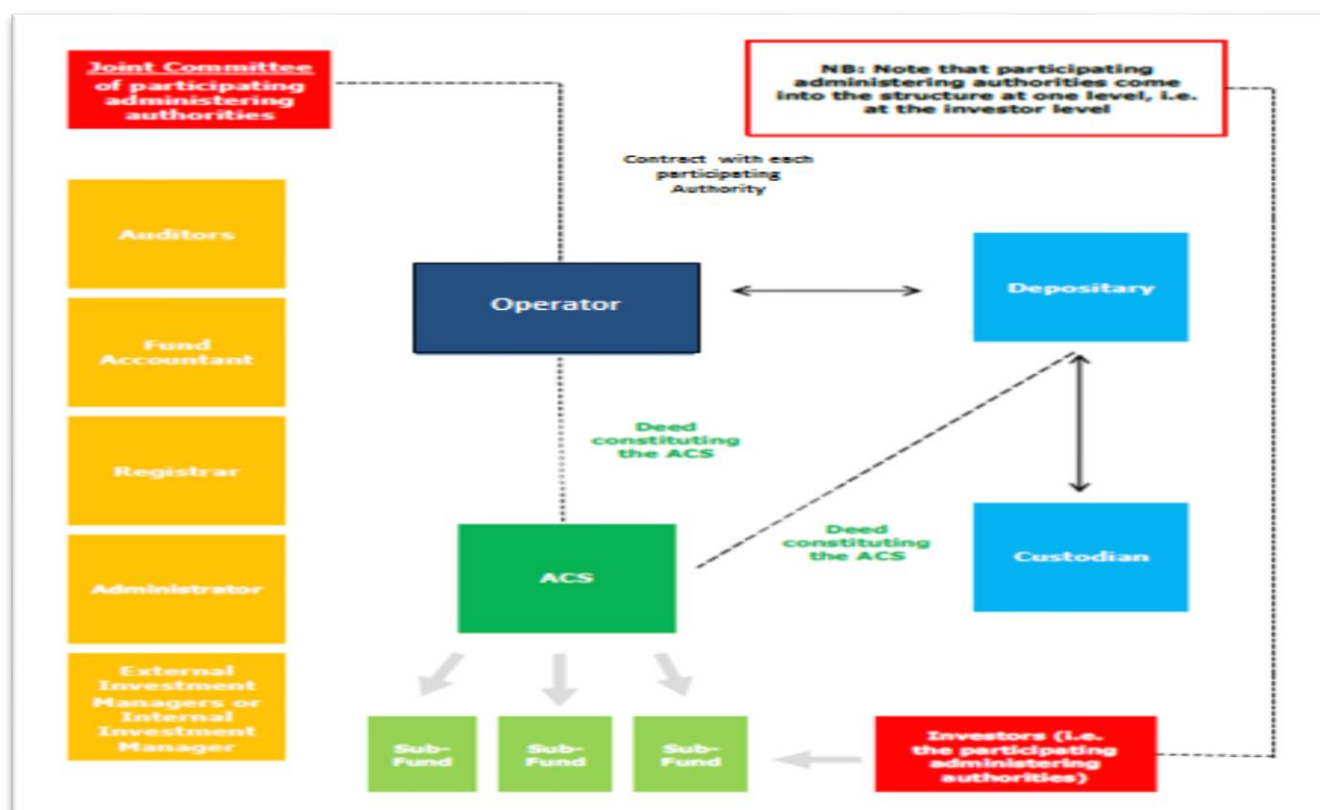 Joint Committee
of participating
administering
authorities
NB: Note that participating
administering authorities come
into the structure at one level, i.e.
at the investor level
Contract with each
participating
Authority
Auditors
Fund
Accountant
Registrar
Administrator
External
Investment
Managers or
Internal
Investment
Manager
Operator
Depositary
Deed
constituting
the ACS
Deed
constituting
the ACS
ACS
Custodian
Sub-
Fund
Sub-
Fund
Sub-
Fund
Investors (i.e.
the participating
administering
authorities)